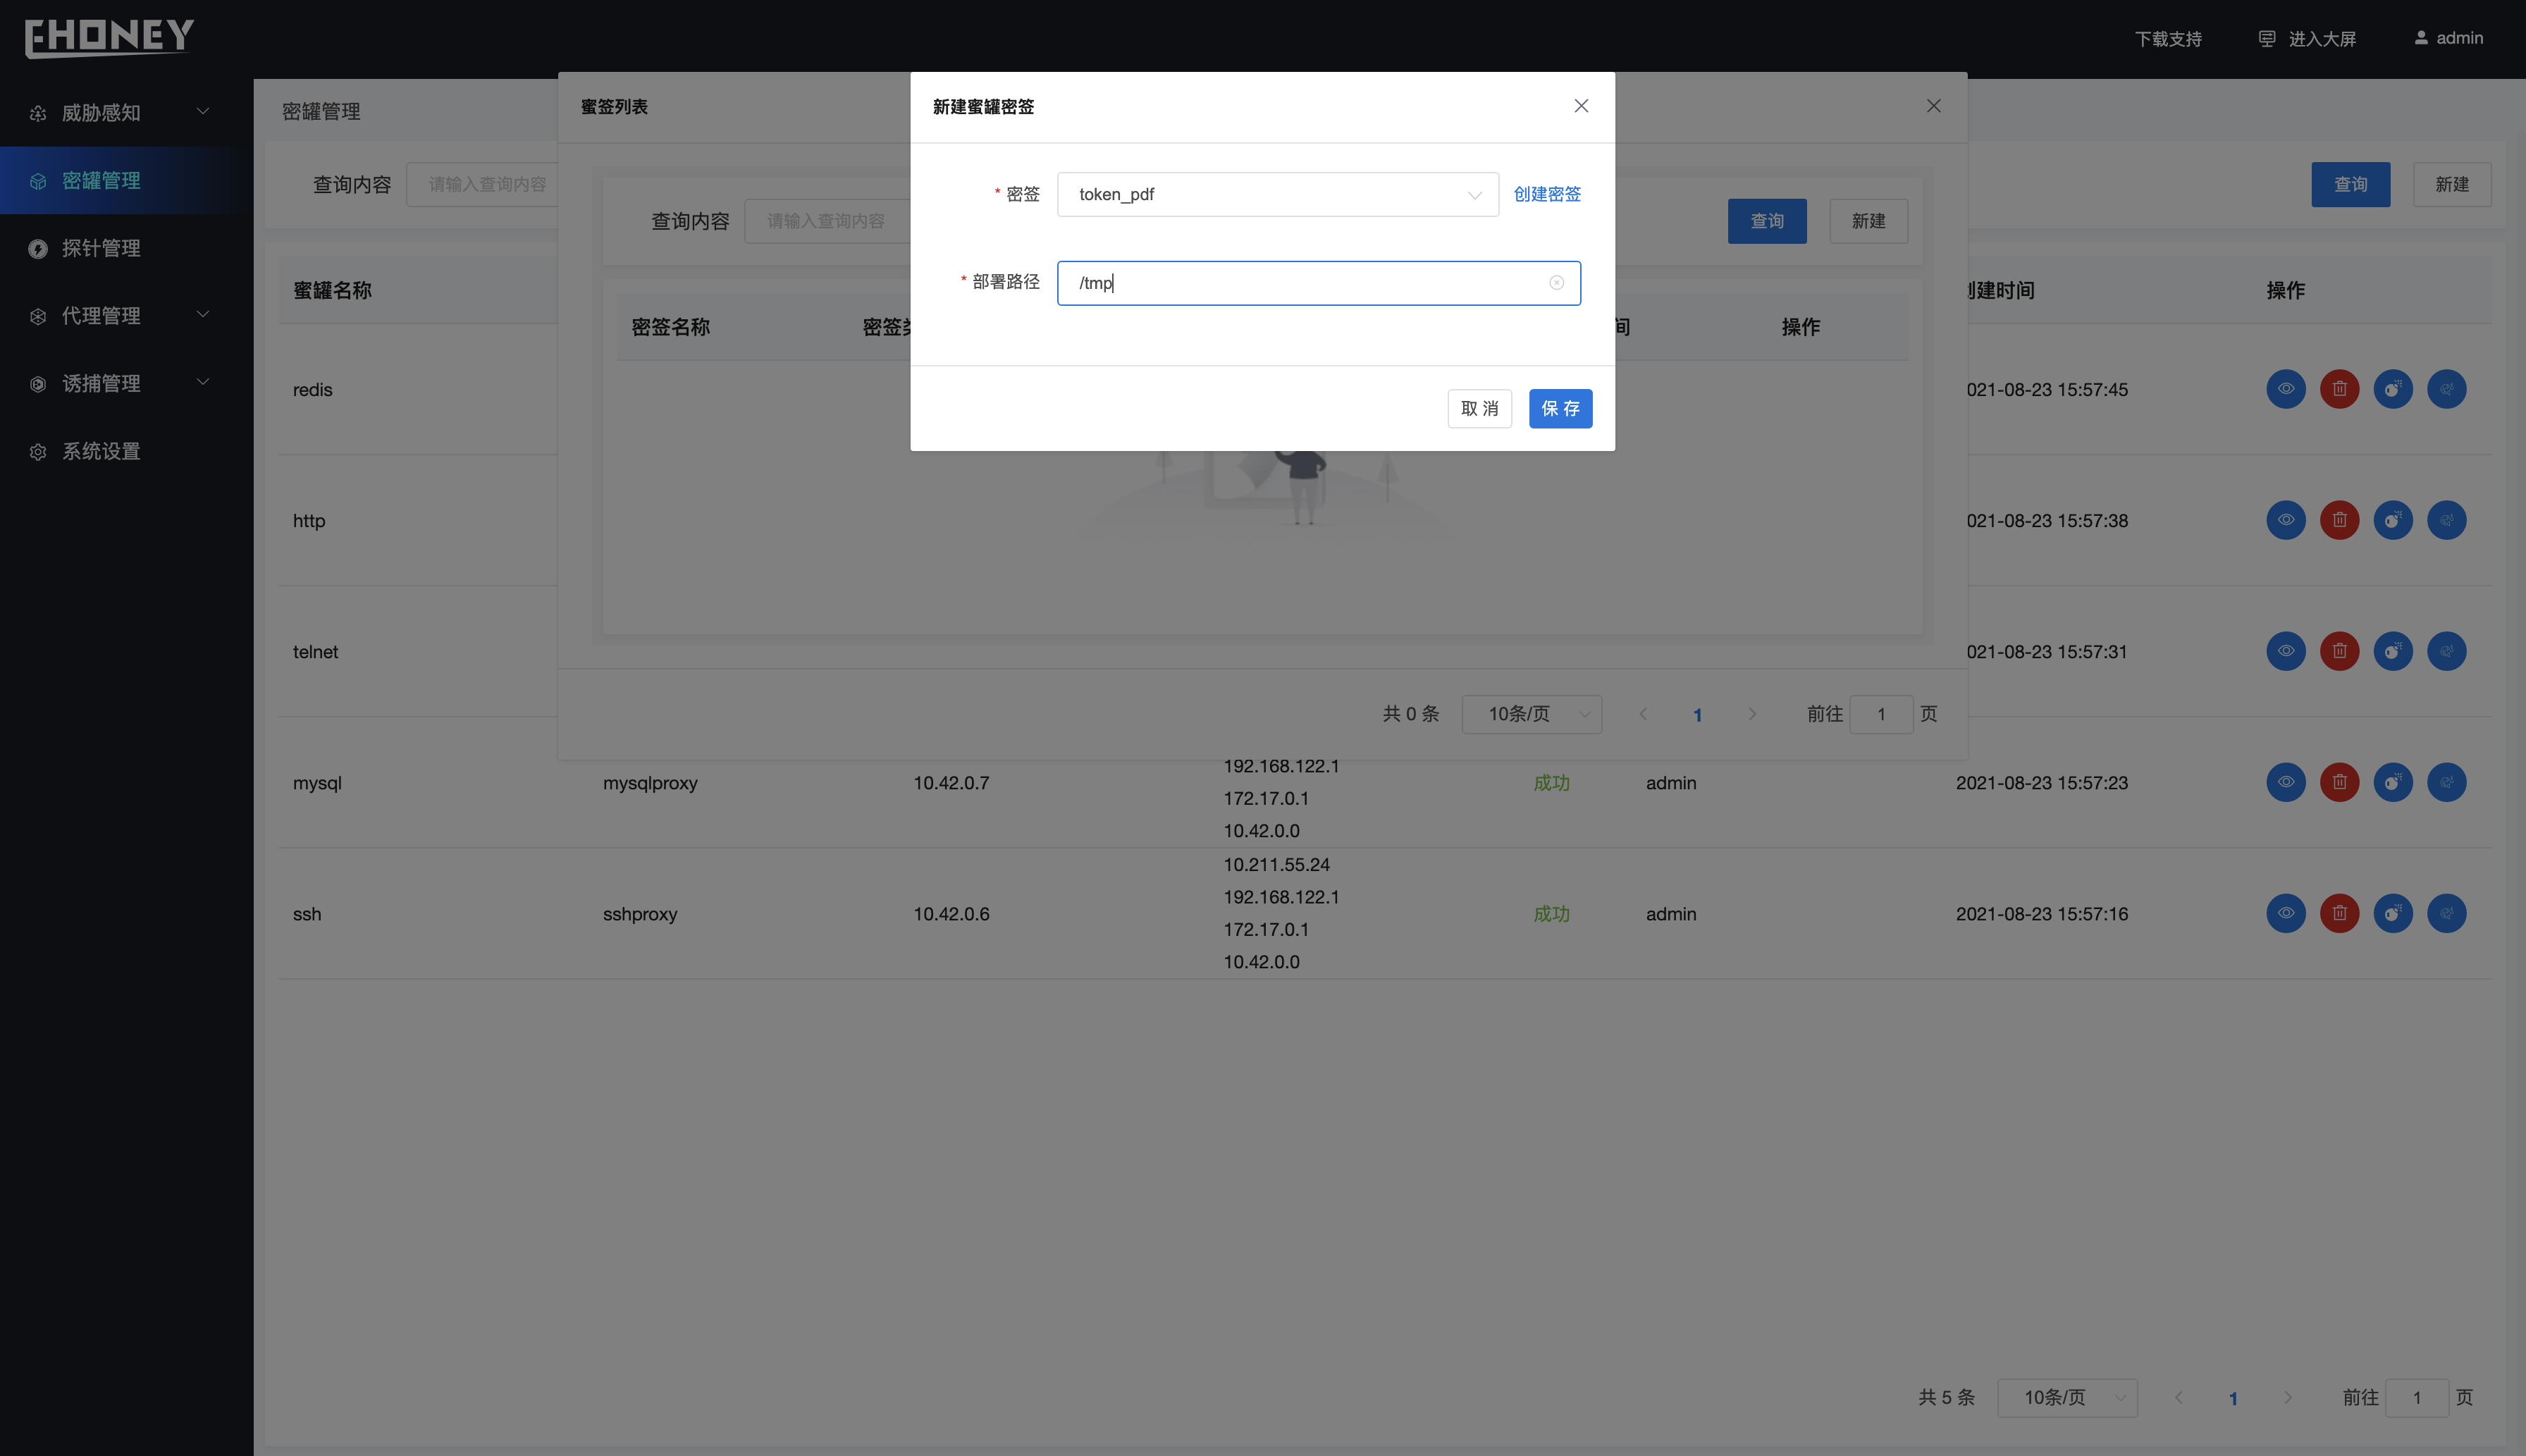 EHONEY
下载支持
进入大屏
admin
威胁感知
密罐管理
探针管理
代理管理
诱捕管理
系统设置
密罐管理
查询内容
请输入查询内容
查询
新建
蜜罐名称
创建时间
操作
redis
021-08-23 15:57:45
http
021-08-23 15:57:38
telnet
021-08-23 15:57:31
mysql
mysqlproxy
10.42.0.7
192.168.122.1
172.17.0.1
10.42.0.0
成功
admin
2021-08-23 15:57:23
ssh
sshproxy
10.42.0.6
10.211.55.24
192.168.122.1
172.17.0.1
10.42.0.0
成功
admin
2021-08-23 15:57:16
共 5 条
10条/页
1
前往
1
页
蜜签列表
查询内容
请输入查询内容
查询
新建
密签名称
密签类
间
操作
共 0 条
10条/页
1
前往
1
页
新建蜜罐密签
* 密签
token_pdf
创建密签
* 部署路径
/tmp
取 消
保 存